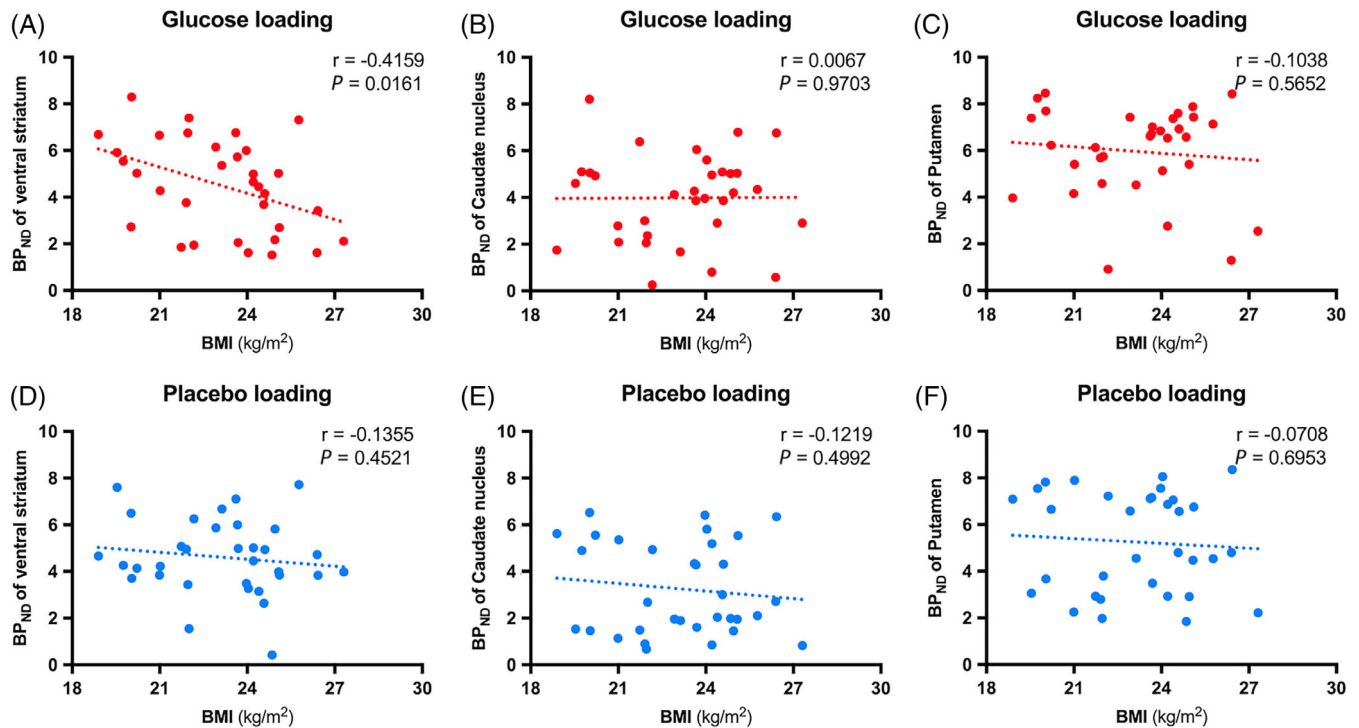 (A)
Glucose loading
r = -0.4159
P = 0.0161
BPND of ventral striatum
10
8
6
4
2
0
18 21 24 27 30
BMI (kg/m²)
(B)
Glucose loading
r = 0.0067
P = 0.9703
BPND of Caudate nucleus
10
8
6
4
2
0
18 21 24 27 30
BMI (kg/m²)
(C)
Glucose loading
r = -0.1038
P = 0.5652
BPND of Putamen
10
8
6
4
2
0
18 21 24 27 30
BMI (kg/m²)
(D)
Placebo loading
r = -0.1355
P = 0.4521
BPND of ventral striatum
10
8
6
4
2
0
18 21 24 27 30
BMI (kg/m²)
(E)
Placebo loading
r = -0.1219
P = 0.4992
BPND of Caudate nucleus
10
8
6
4
2
0
18 21 24 27 30
BMI (kg/m²)
(F)
Placebo loading
r = -0.0708
P = 0.6953
BPND of Putamen
10
8
6
4
2
0
18 21 24 27 30
BMI (kg/m²)